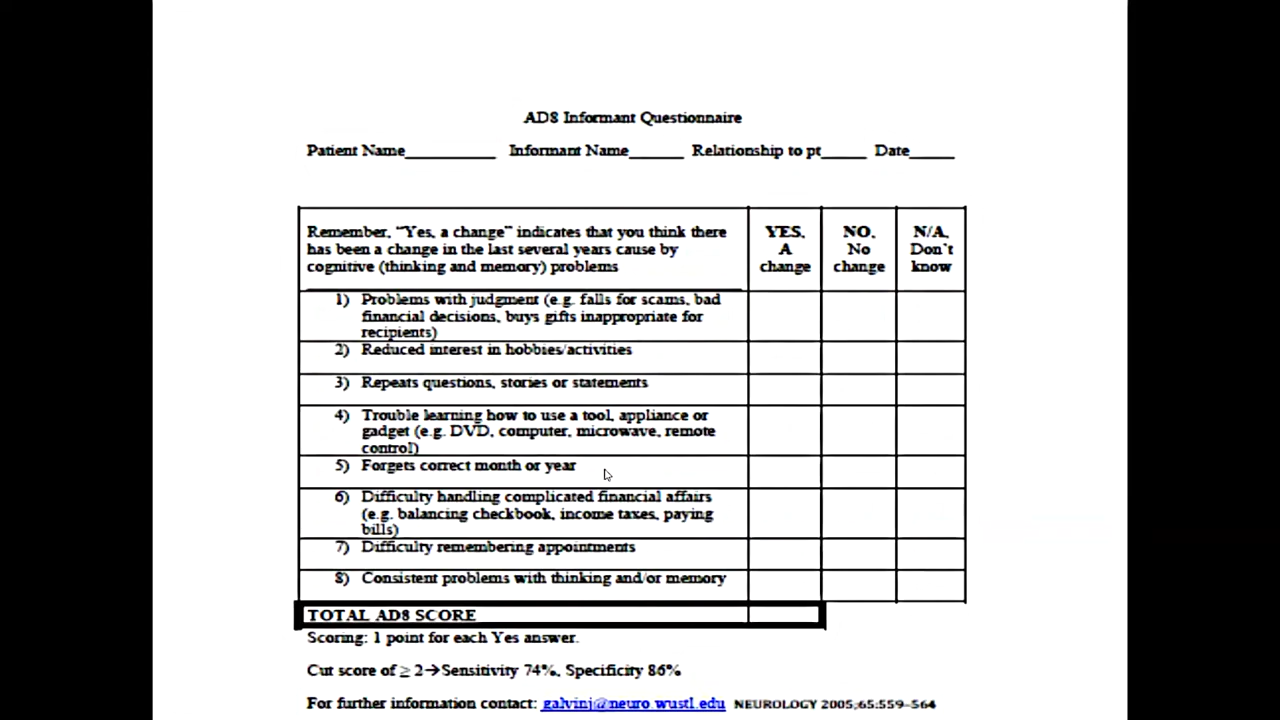 AD8 Informant Questionnaire
Patient Name__________ Informant Name______ Relationship to pt_____ Date_____
Remember, “Yes, a change” indicates that you think there has been a change in the last several years cause by cognitive (thinking and memory) problems
YES, A change
NO, No change
N/A, Don't know
1) Problems with judgment (e.g. falls for scams, bad
financial decisions, buys gifts inappropriate for
recipients)
2) Reduced interest in hobbies/activities
3) Repeats questions, stories or statements
4) Trouble learning how to use a tool, appliance or
gadget (e.g. DVD, computer, microwave, remote
control)
5) Forgets correct month or year
6) Difficulty handling complicated financial affairs
(e.g. balancing checkbook, income taxes, paying
bills)
7) Difficulty remembering appointments
8) Consistent problems with thinking and/or memory
TOTAL AD8 SCORE
Scoring: 1 point for each Yes answer.
Cut score of ≥ 2→Sensitivity 74%, Specificity 86%
For further information contact: galvinj@neuro.wustl.edu NEUROLOGY 2005;65:559–564